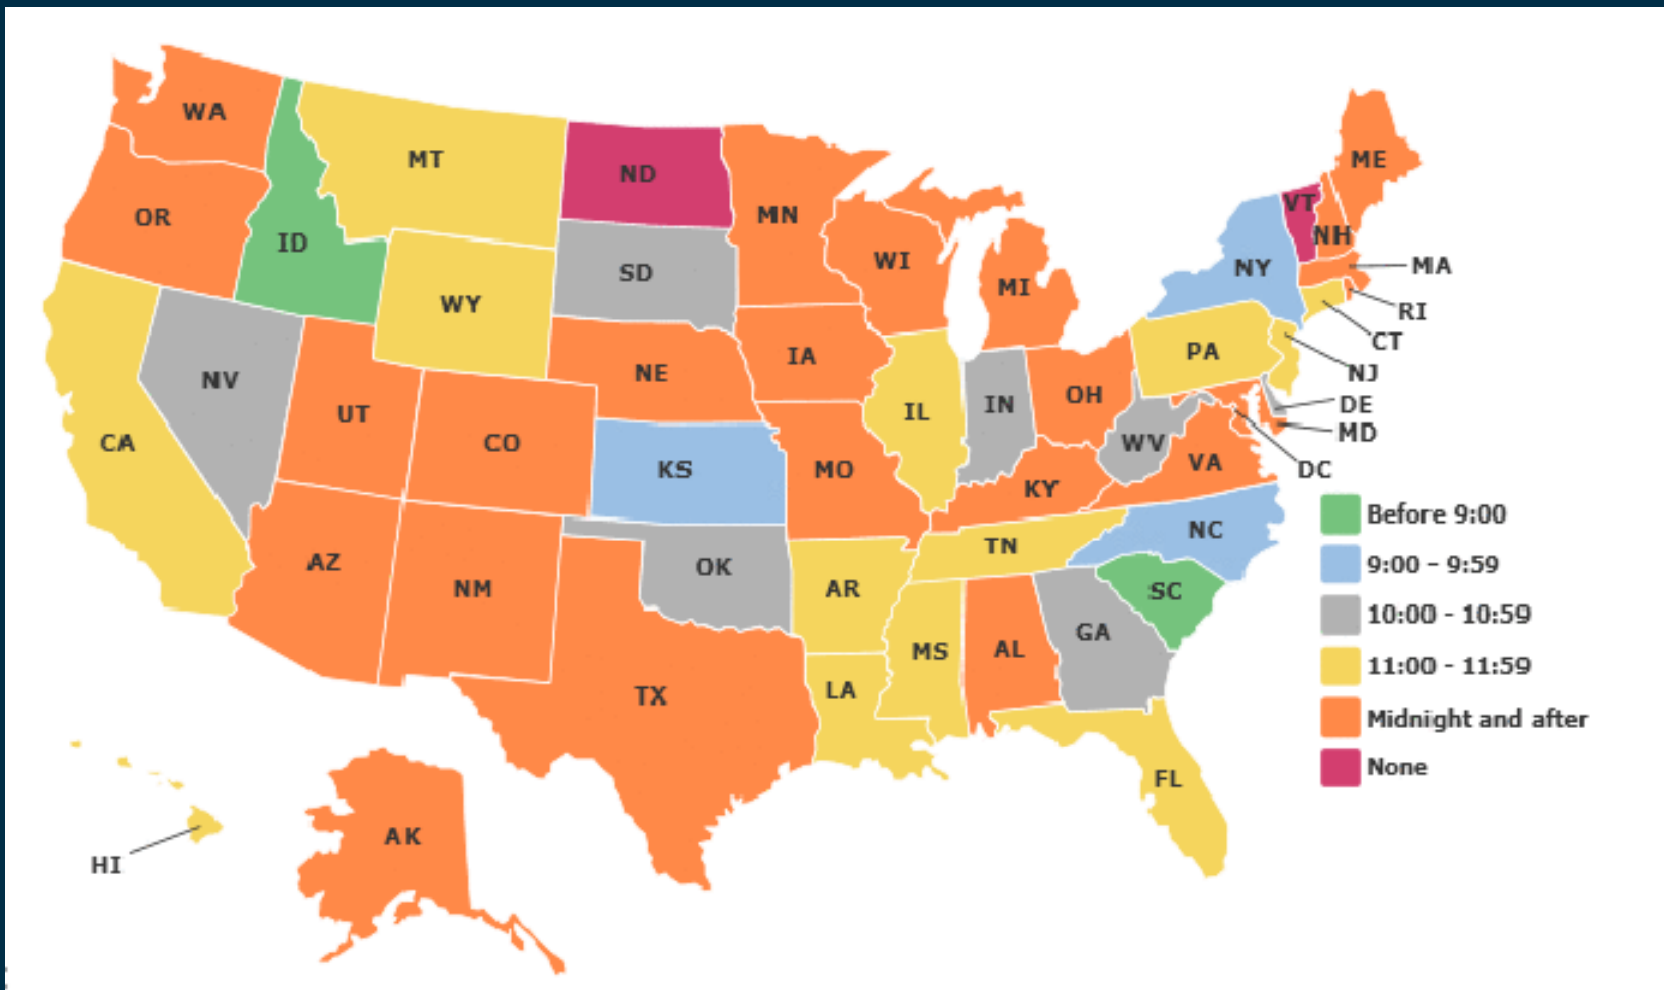 WA
MT
ND
MN
ME
OR
ID
SD
WI
MI
VT
NH
NY
MA
RI
CT
WY
NV
UT
CO
NE
IA
IL
IN
OH
PA
NJ
DE
MD
DC
CA
KS
MO
KY
WV
VA
AZ
NM
OK
AR
TN
NC
SC
TX
LA
MS
AL
GA
FL
HI
AK
Before 9:00
9:00 - 9:59
10:00 - 10:59
11:00 - 11:59
Midnight and after
None